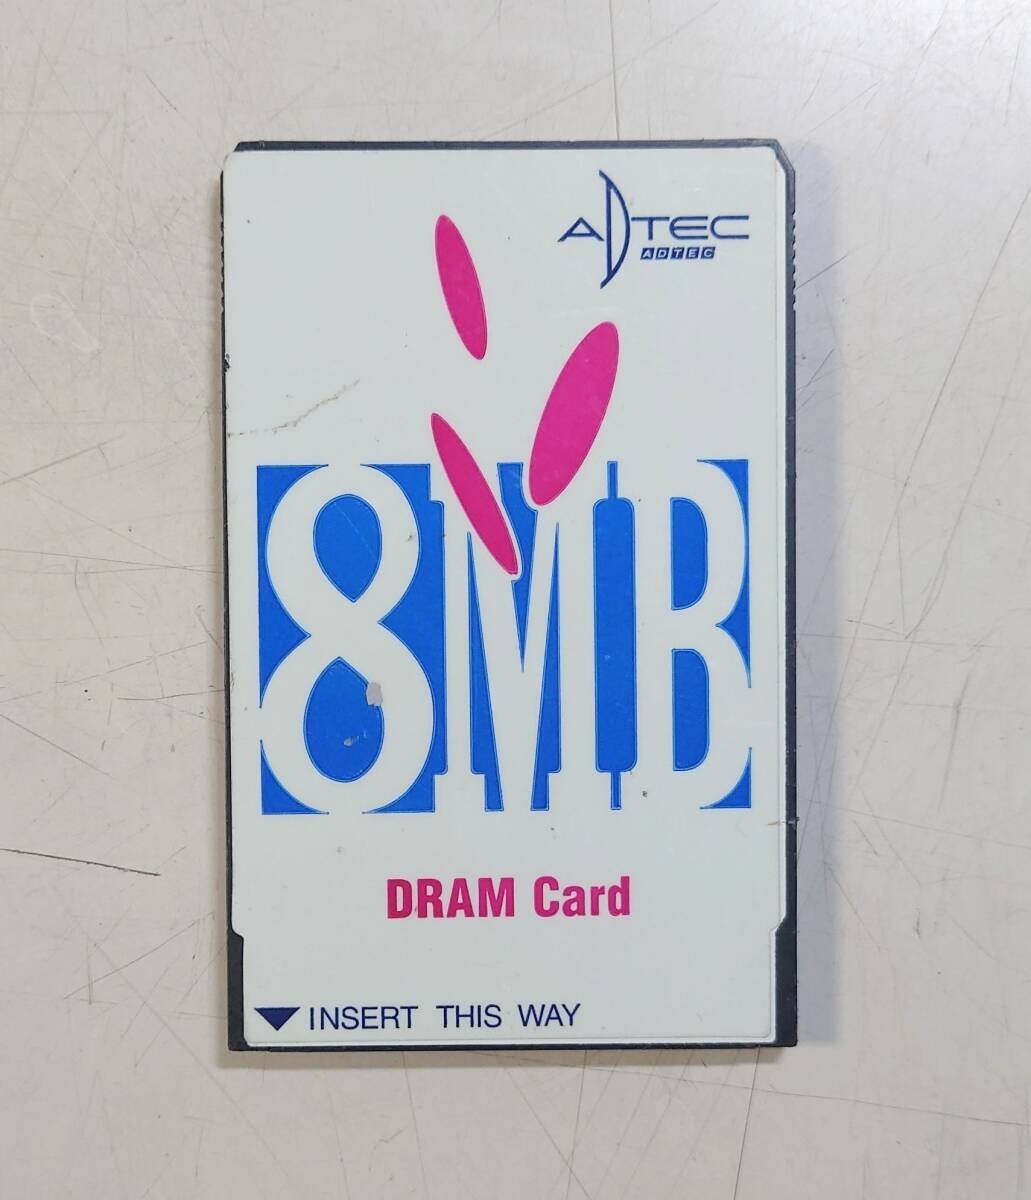 ADTEC
ADTEC
8MB
DRAM Card
INSERT THIS WAY